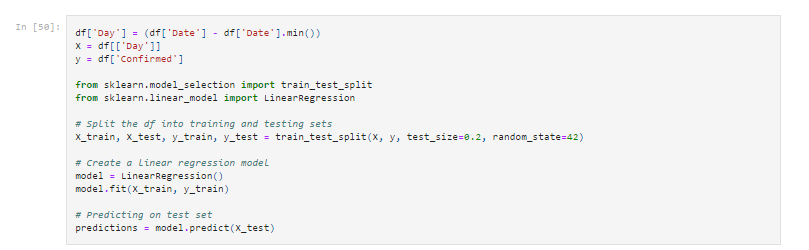 In [50]:
df['Day'] = (df['Date'] - df['Date'].min())
X = df[['Day']]
y = df['Confirmed']
from sklearn.model_selection import train_test_split
from sklearn.linear_model import LinearRegression
# Split the df into training and testing sets
X_train, X_test, y_train, y_test = train_test_split(X, y, test_size=0.2, random_state=42)
# Create a linear regression model
model = LinearRegression()
model.fit(X_train, y_train)
# Predicting on test set
predictions = model.predict(X_test)